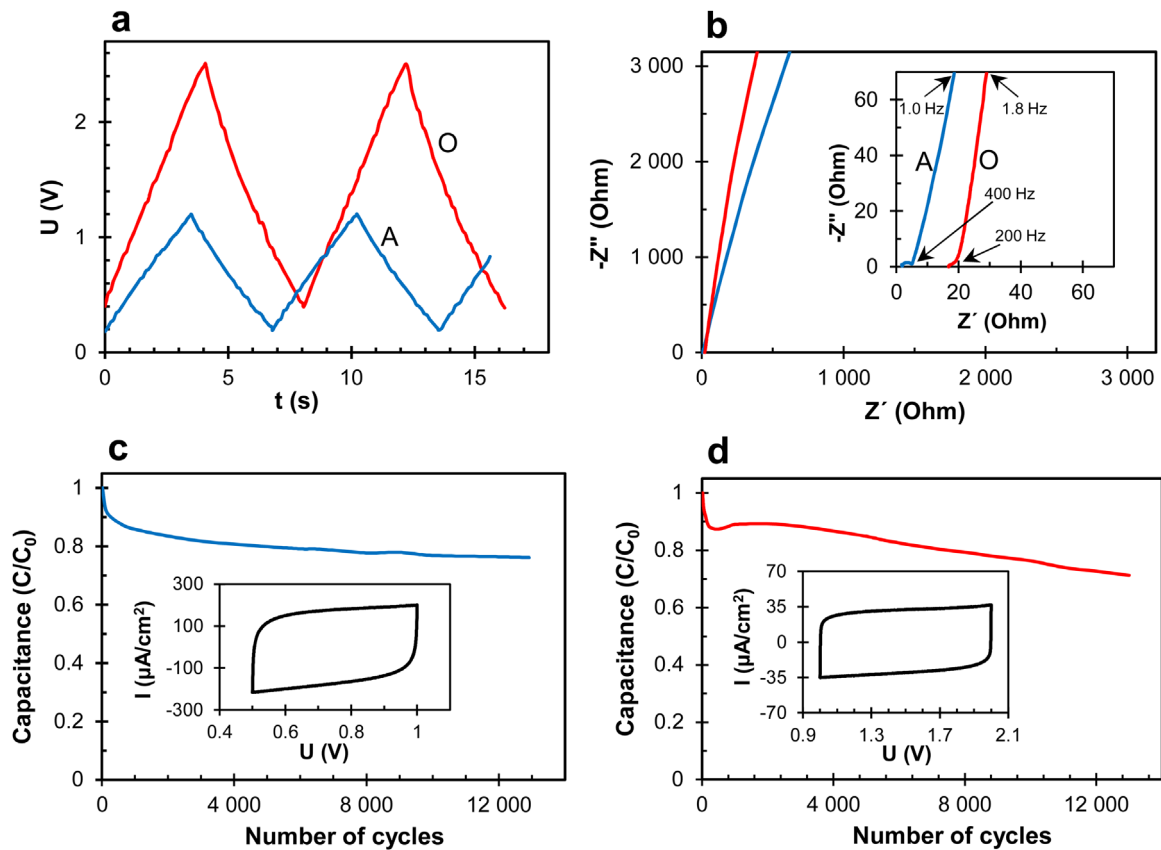 a
U (V)
2
1
0
O
A
0
5
10
15
t (s)
b
-Z" (Ohm)
3 000
2 000
1 000
0
0
1 000
2 000
3 000
Z´ (Ohm)
-Z" (Ohm)
60
40
20
0
1.0 Hz
1.8 Hz
A
O
400 Hz
200 Hz
0
20
40
60
Z´ (Ohm)
c
Capacitance (C/C0)
1
0.8
0.6
0.4
0.2
0
I (µA/cm2)
300
100
-100
-300
0.4
0.6
0.8
1
U (V)
0
4 000
8 000
12 000
Number of cycles
d
Capacitance (C/C0)
1
0.8
0.6
0.4
0.2
0
I (µA/cm2)
70
35
0
-35
-70
0.9
1.3
1.7
2.1
U (V)
0
4 000
8 000
12 000
Number of cycles